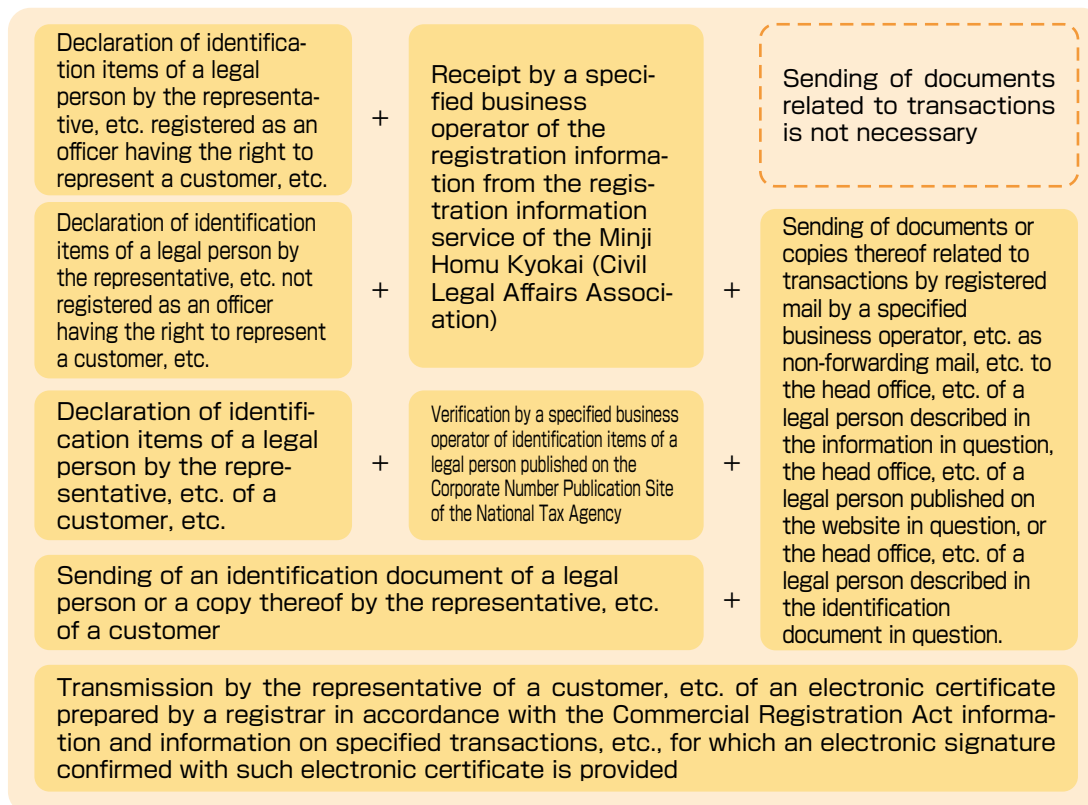 Declaration of identifica-
tion items of a legal
person by the representa-
tive, etc. registered as an
officer having the right to
represent a customer, etc.
+
Receipt by a speci-
fied business
operator of the
registration informa-
tion from the regis-
tration information
service of the Minji
Homu Kyokai (Civil
Legal Affairs Associ-
ation)
Sending of documents
related to transactions
is not necessary
Declaration of identification
items of a legal person by
the representative, etc. not
registered as an officer
having the right to represent
a customer, etc.
+
+
Sending of documents or
copies thereof related to
transactions by registered
mail by a specified
business operator, etc. as
non-forwarding mail, etc. to
the head office, etc. of a
legal person described in
the information in question,
the head office, etc. of a
legal person published on
the website in question, or
the head office, etc. of a
legal person described in
the identification
document in question.
Declaration of identifi-
cation items of a legal
person by the repre-
sentative, etc. of a
customer, etc.
+
Verification by a specified business
operator of identification items of a
legal person published on the
Corporate Number Publication Site
of the National Tax Agency
+
Sending of an identification document of a legal
person or a copy thereof by the representative, etc.
of a customer
+
Transmission by the representative of a customer, etc. of an electronic certificate
prepared by a registrar in accordance with the Commercial Registration Act informa-
tion and information on specified transactions, etc., for which an electronic signature
confirmed with such electronic certificate is provided